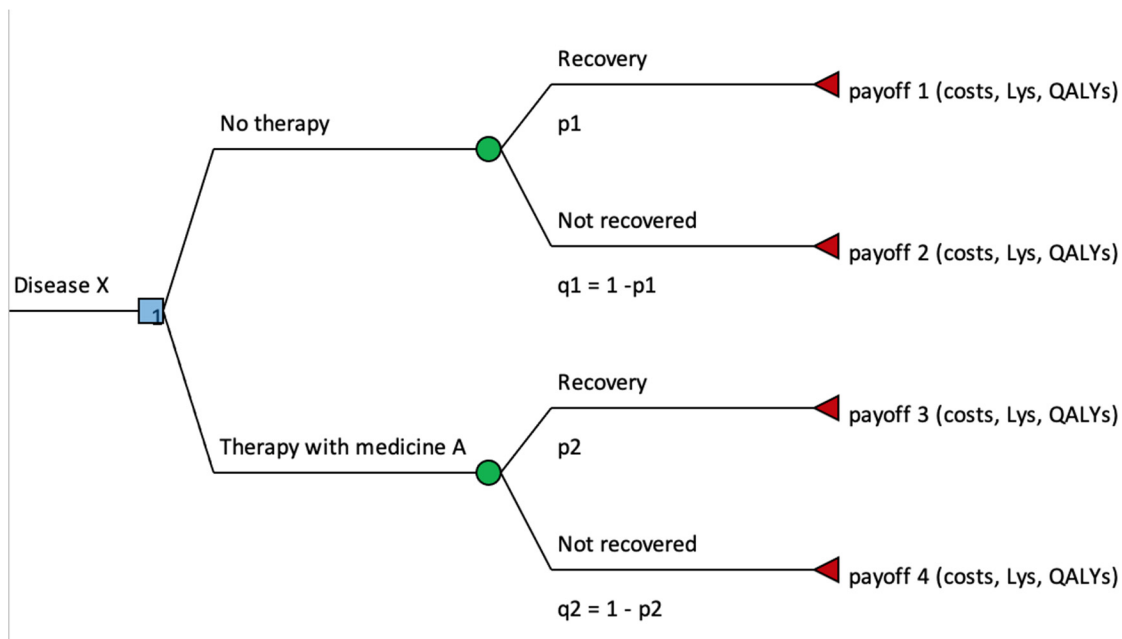 Recovery
payoff 1 (costs, Lys, QALYs)
No therapy
p1
Not recovered
payoff 2 (costs, Lys, QALYs)
Disease X
q1 = 1 -p1
1
Recovery
payoff 3 (costs, Lys, QALYs)
Therapy with medicine A
p2
Not recovered
payoff 4 (costs, Lys, QALYs)
q2 = 1 - p2